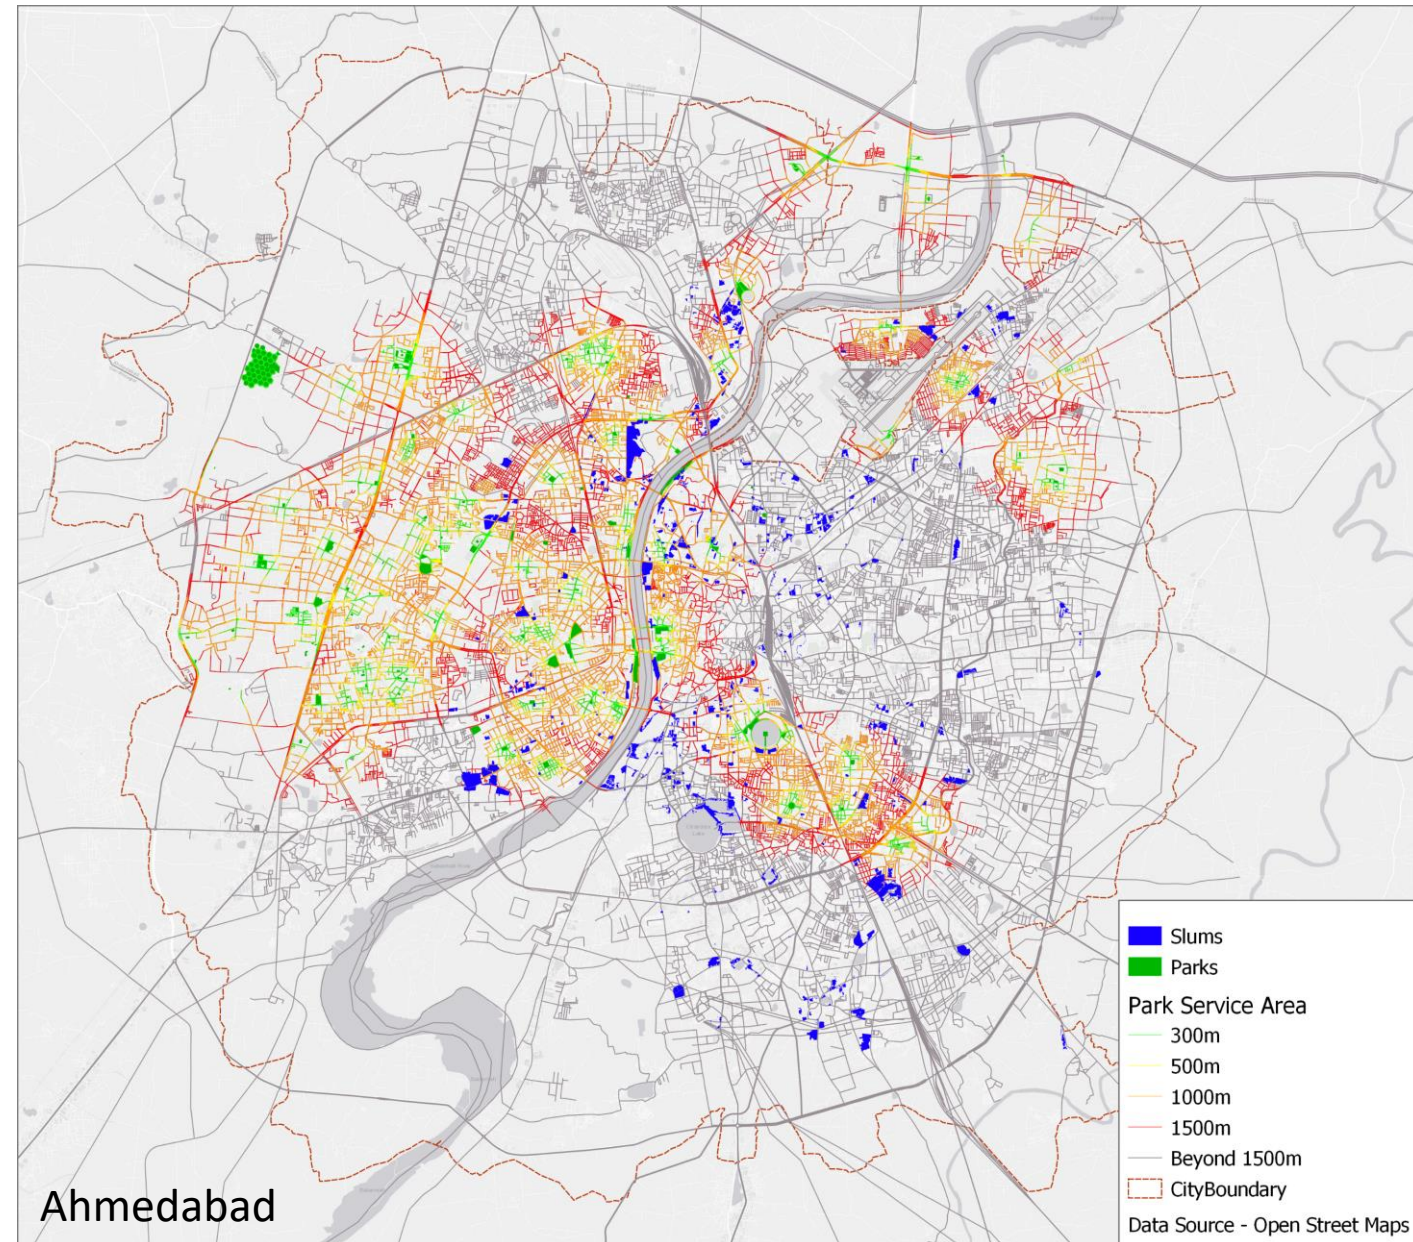 Slums
Parks
Park Service Area
300m
500m
1000m
1500m
Beyond 1500m
CityBoundary
Data Source - Open Street Maps
Ahmedabad